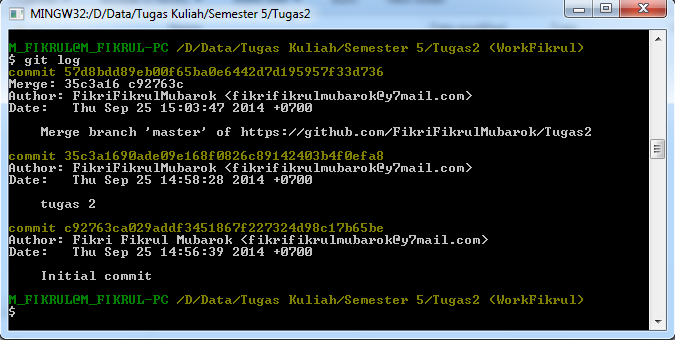 MINGW32:/D/Data/Tugas Kuliah/Semester 5/Tugas2
M_FIKRUL@M_FIKRUL-PC /D/Data/Tugas Kuliah/Semester 5/Tugas2 (WorkFikrul)
$ git log
commit 57d8bdd89eb00f65ba0e6442d7d195957f33d736
Merge: 35c3a16 c92763c
Author: FikriFikrulMubarok <fikrifikrulmubarok@y7mail.com>
Date:   Thu Sep 25 15:03:47 2014 +0700
Merge branch 'master' of https://github.com/FikriFikrulMubarok/Tugas2
commit 35c3a1690ade09e168f0826c89142403b4f0efa8
Author: FikriFikrulMubarok <fikrifikrulmubarok@y7mail.com>
Date:   Thu Sep 25 14:58:28 2014 +0700
tugas 2
commit c92763ca029addf3451867f227324d98c17b65be
Author: Fikri Fikrul Mubarok <fikrifikrulmubarok@y7mail.com>
Date:   Thu Sep 25 14:56:39 2014 +0700
Initial commit
M_FIKRUL@M_FIKRUL-PC /D/Data/Tugas Kuliah/Semester 5/Tugas2 (WorkFikrul)
$